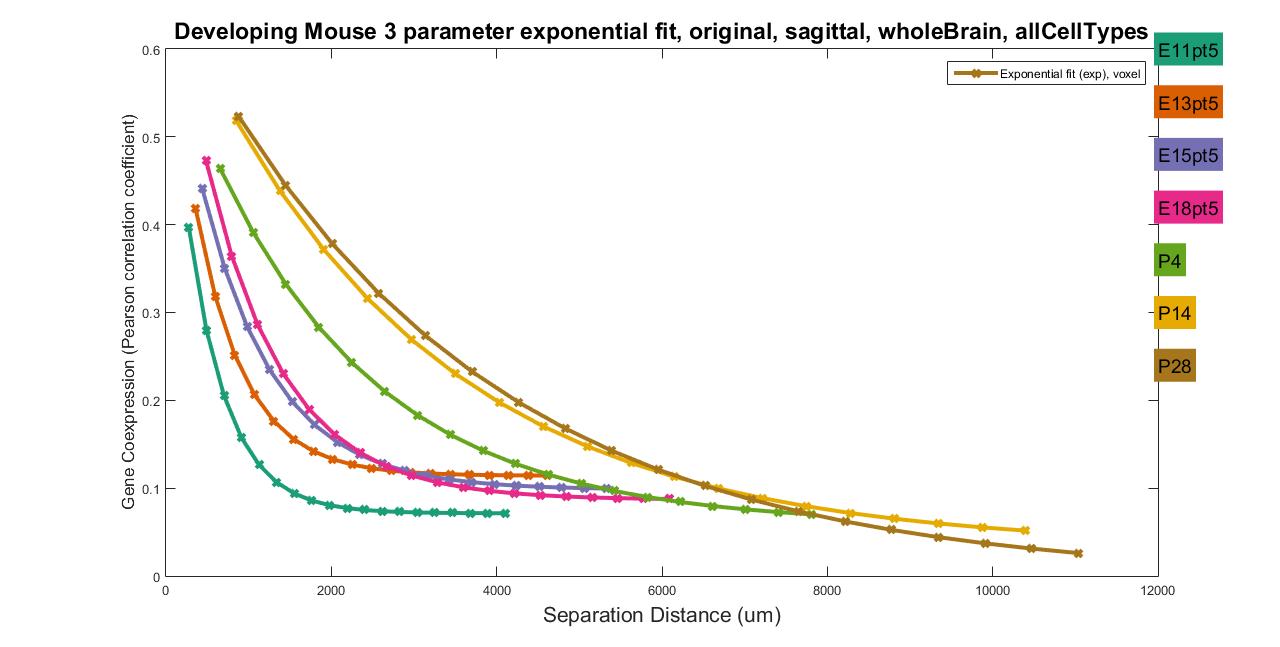 Developing Mouse 3 parameter exponential fit, original, sagittal, wholeBrain, allCellTypes
Exponential fit (exp), voxel
E11pt5
E13pt5
E15pt5
E18pt5
P4
P14
P28
Gene Coexpression (Pearson correlation coefficient)
0.6
0.5
0.4
0.3
0.2
0.1
0
0 2000 4000 6000 8000 10000 12000
Separation Distance (um)